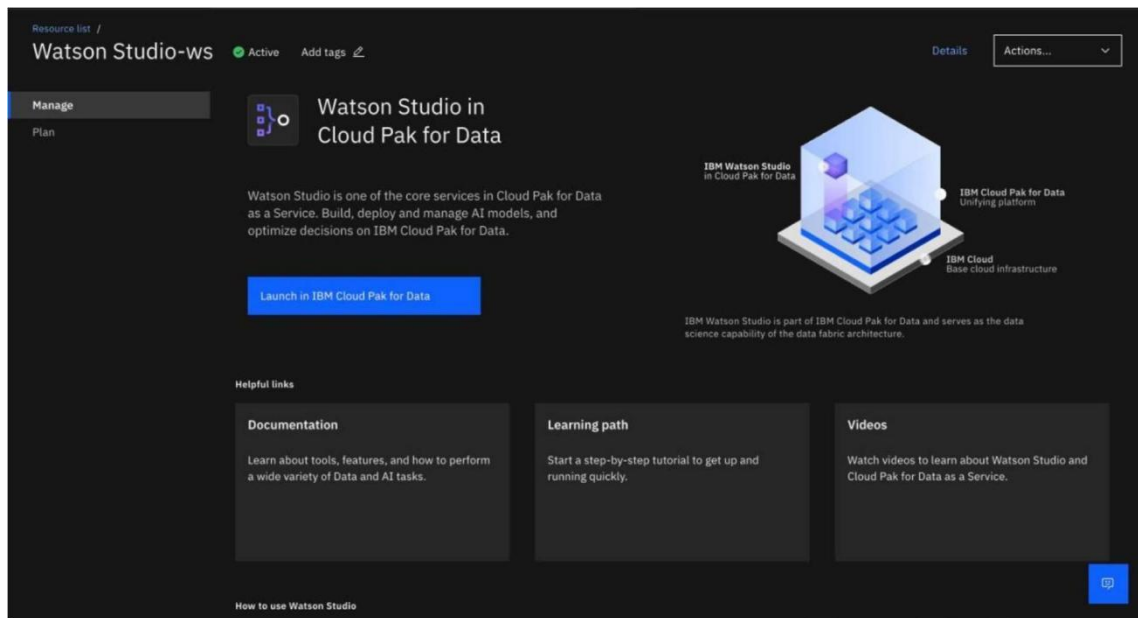 Resource list /
Watson Studio-ws
Active
Add tags
Details
Actions...
Manage
Plan
Watson Studio in
Cloud Pak for Data
Watson Studio is one of the core services in Cloud Pak for Data
as a Service. Build, deploy and manage AI models, and
optimize decisions on IBM Cloud Pak for Data.
Launch in IBM Cloud Pak for Data
IBM Watson Studio
in Cloud Pak for Data
IBM Cloud Pak for Data
Unifying platform
IBM Cloud
Base cloud infrastructure
IBM Watson Studio is part of IBM Cloud Pak for Data and serves as the data
science capability of the data fabric architecture.
Helpful links
Documentation
Learn about tools, features, and how to perform
a wide variety of Data and AI tasks.
Learning path
Start a step-by-step tutorial to get up and
running quickly.
Videos
Watch videos to learn about Watson Studio and
Cloud Pak for Data as a Service.
How to use Watson Studio